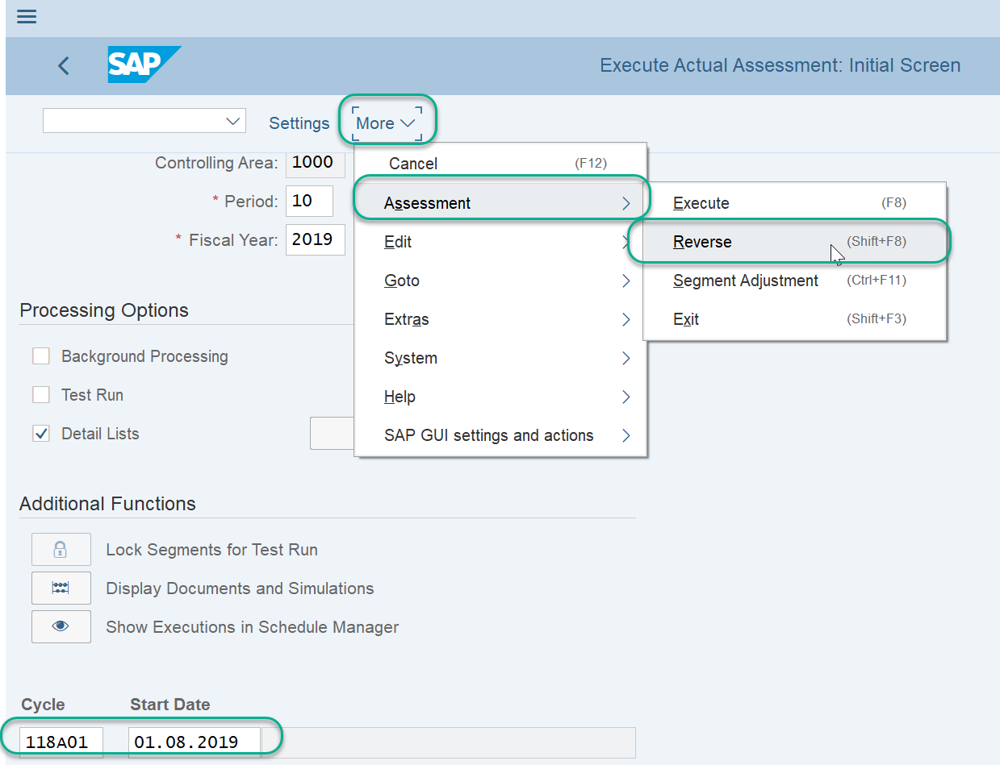 SAP
Execute Actual Assessment: Initial Screen
Settings
More
Controlling Area: 1000
* Period: 10
* Fiscal Year: 2019
Cancel (F12)
Assessment
Edit
Goto
Extras
System
Help
SAP GUI settings and actions
Execute (F8)
Reverse (Shift+F8)
Segment Adjustment (Ctrl+F11)
Exit (Shift+F3)
Processing Options
Background Processing
Test Run
Detail Lists
Additional Functions
Lock Segments for Test Run
Display Documents and Simulations
Show Executions in Schedule Manager
Cycle Start Date
118A01 01.08.2019